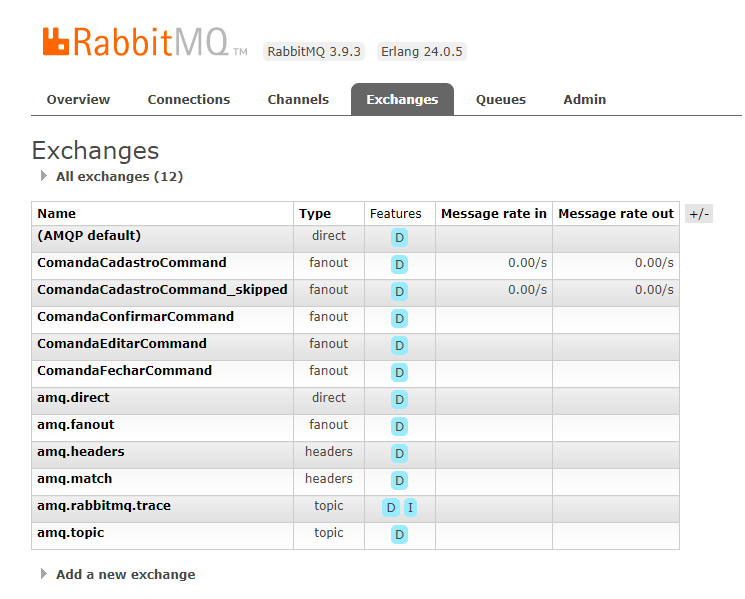 RabbitMQ TM RabbitMQ 3.9.3 Erlang 24.0.5
Overview Connections Channels Exchanges Queues Admin
Exchanges
All exchanges (12)
Name Type Features Message rate in Message rate out +/-
(AMQP default) direct D
ComandaCadastroCommand fanout D 0.00/s 0.00/s
ComandaCadastroCommand_skipped fanout D 0.00/s 0.00/s
ComandaConfirmarCommand fanout D
ComandaEditarCommand fanout D
ComandaFecharCommand fanout D
amq.direct direct D
amq.fanout fanout D
amq.headers headers D
amq.match headers D
amq.rabbitmq.trace topic D I
amq.topic topic D
Add a new exchange